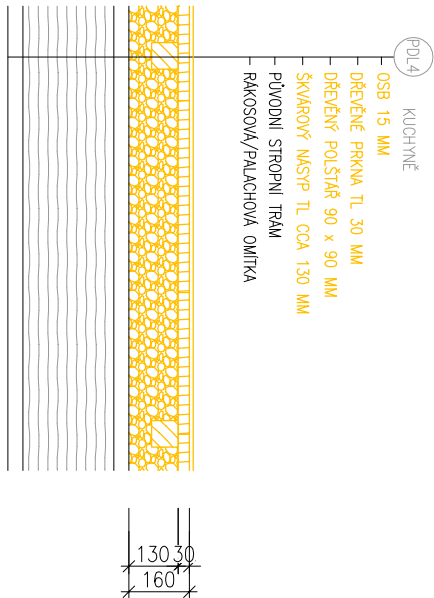 PDL4
KUCHYNĚ
OSB 15 MM
DŘEVĚNÉ PRKNA TL 30 MM
DŘEVĚNÝ POLŠTÁŘ 90 x 90 MM
ŠKVÁROVÝ NÁSYP TL CCA 130 MM
PŮVODNÍ STROPNÍ TRÁM
RÁKOSOVÁ/PALACHOVÁ OMÍTKA
130 30
160